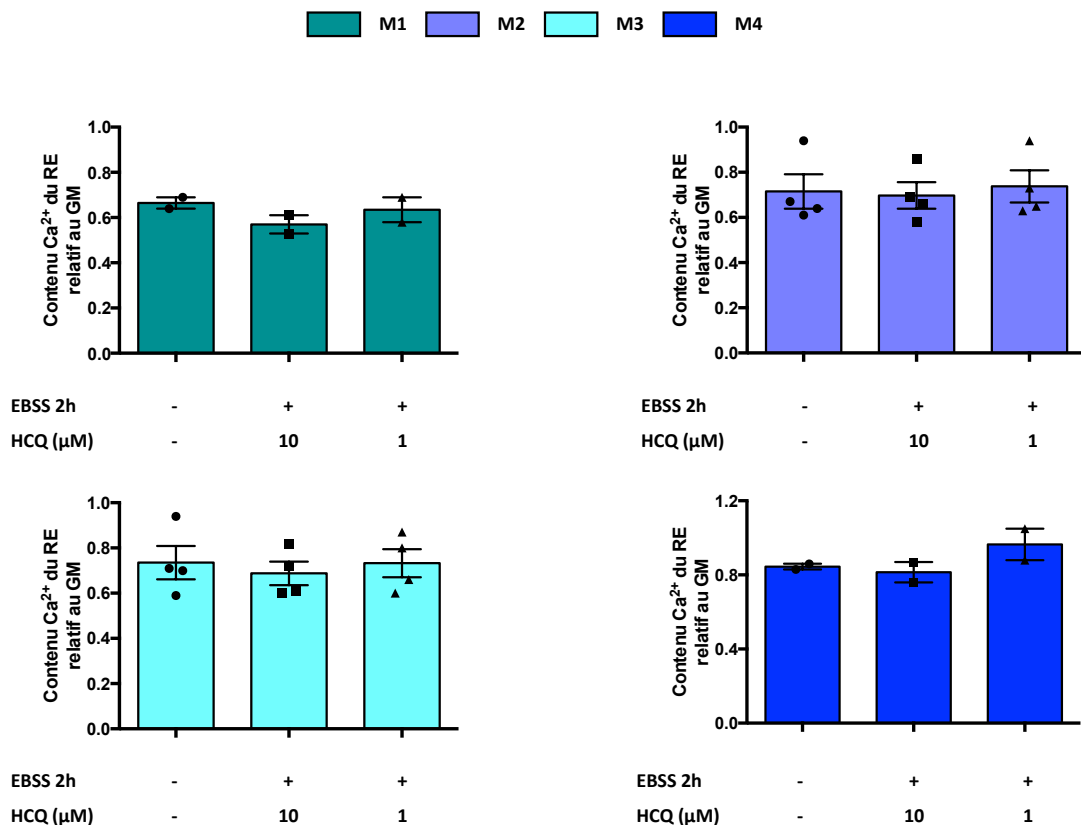 M1 M2 M3 M4
Contenu Ca²⁺ du RE
relatif au GM
1.0
0.8
0.6
0.4
0.2
0.0
EBSS 2h - + +
HCQ (µM) - 10 1
Contenu Ca²⁺ du RE
relatif au GM
1.0
0.8
0.6
0.4
0.2
0.0
EBSS 2h - + +
HCQ (µM) - 10 1
Contenu Ca²⁺ du RE
relatif au GM
1.0
0.8
0.6
0.4
0.2
0.0
EBSS 2h - + +
HCQ (µM) - 10 1
Contenu Ca²⁺ du RE
relatif au GM
1.2
0.8
0.4
0.0
EBSS 2h - + +
HCQ (µM) - 10 1